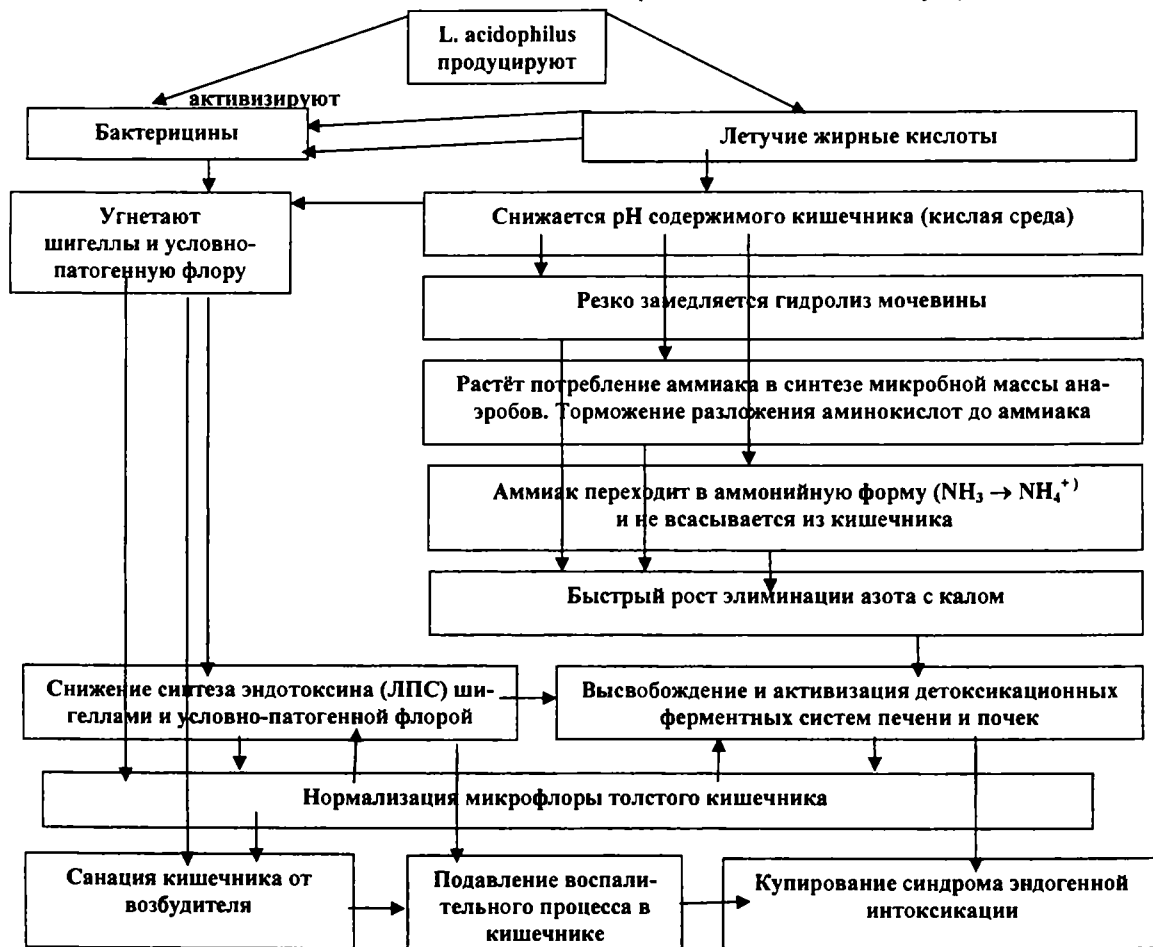 L. acidophilus
продуцируют
активизируют
Бактерицины
Летучие жирные кислоты
Угнетают
шигеллы и условно-
патогенную флору
Снижается pH содержимого кишечника (кислая среда)
Резко замедляется гидролиз мочевины
Растёт потребление аммиака в синтезе микробной массы ана-
эробов. Торможение разложения аминокислот до аммиака
Аммиак переходит в аммонийную форму (NH₃ → NH₄⁺⁾
и не всасывается из кишечника
Быстрый рост элиминации азота с калом
Снижение синтеза эндотоксина (ЛПС) ши-
геллами и условно-патогенной флорой
Высвобождение и активизация детоксикационных
ферментных систем печени и почек
Нормализация микрофлоры толстого кишечника
Санация кишечника от
возбудителя
Подавление воспали-
тельного процесса в
кишечнике
Купирование синдрома эндогенной
интоксикации